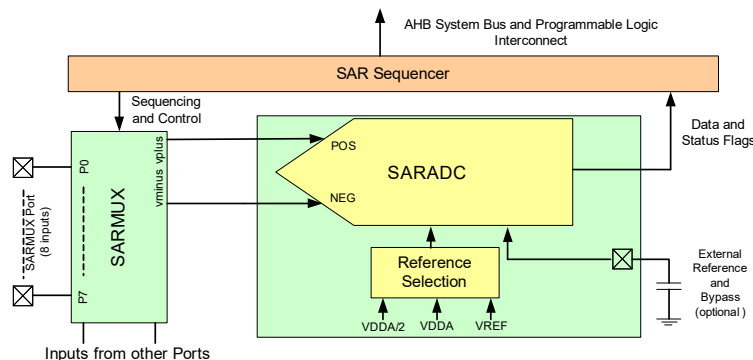 AHB System Bus and Programmable Logic
Interconnect
SAR Sequencer
Sequencing
and Control
Data and
Status Flags
vminus vplus
P0
SARMUX Port
(8 inputs)
SARMUX
P7
POS
SARADC
NEG
Reference
Selection
External
Reference
and
Bypass
(optional )
VDDA/2
VDDA
VREF
Inputs from other Ports